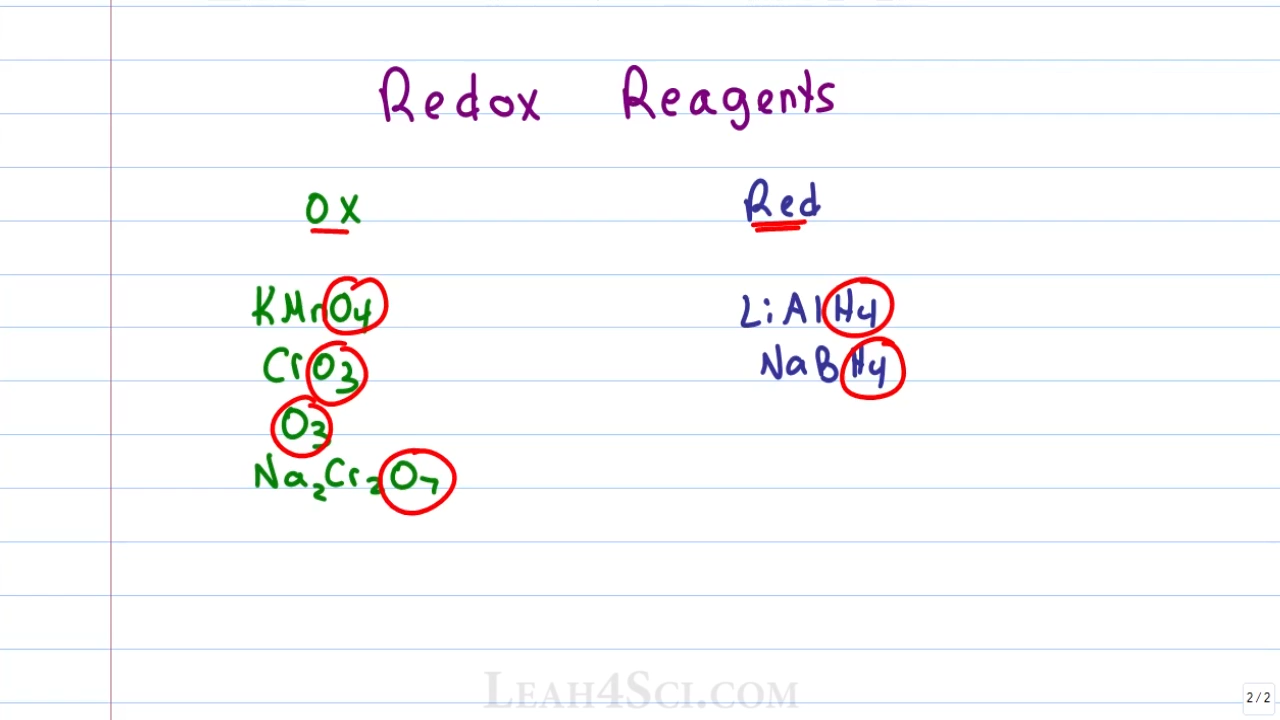 Redox Reagents
OX
Red
KMnO4
LiAlH4
CrO3
NaBH4
O3
Na2Cr2O7
LEAH4SCI.COM
2/2